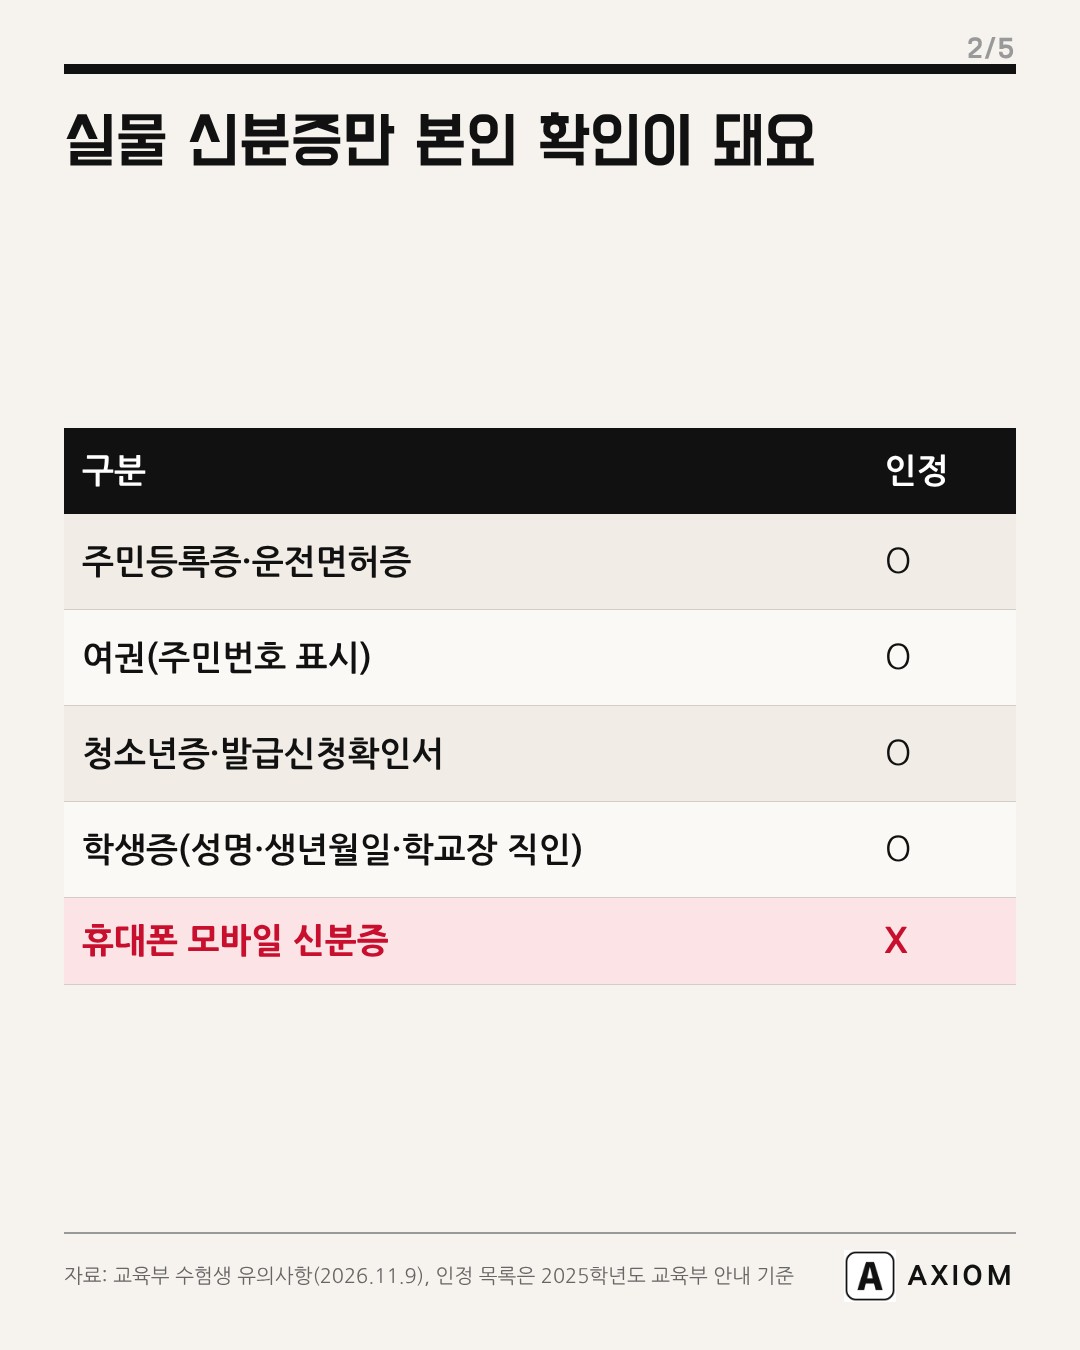 2/5
실물 신분증만 본인 확인이 돼요
구분 인정
주민등록증·운전면허증 O
여권(주민번호 표시) O
청소년증·발급신청확인서 O
학생증(성명·생년월일·학교장 직인) O
휴대폰 모바일 신분증 X
자료: 교육부 수험생 유의사항(2026.11.9), 인정 목록은 2025학년도 교육부 안내 기준
A AXIOM